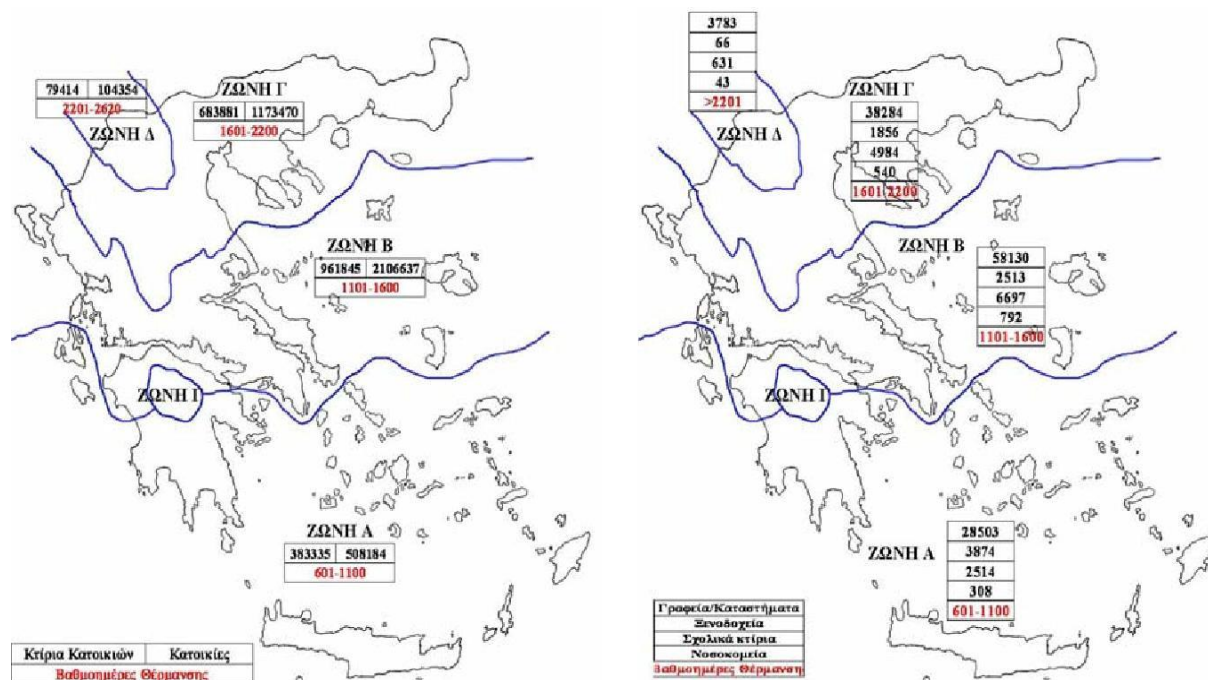 79414 104354
2201-2620
ΖΩΝΗ Δ
ΖΩΝΗ Γ
683881 1173470
1601-2200
ΖΩΝΗ Β
961845 2106637
1101-1600
ΖΩΝΗ Γ
ΖΩΝΗ Α
383335 508184
601-1100
Κτίρια Κατοικιών Κατοικίες
Βαθμοημέρες Θέρμανσης
3783
66
631
43
>2201
ΖΩΝΗ Δ
ΖΩΝΗ Γ
38284
1856
4984
540
1601-2200
ΖΩΝΗ Β
58130
2513
6697
792
1101-1600
ΖΩΝΗ Γ
ΖΩΝΗ Α
28503
3874
2514
308
601-1100
Γραφεία/Καταστήματα
Ξενοδοχεία
Σχολικά κτίρια
Νοσοκομεία
Βαθμοημέρες Θέρμανσης